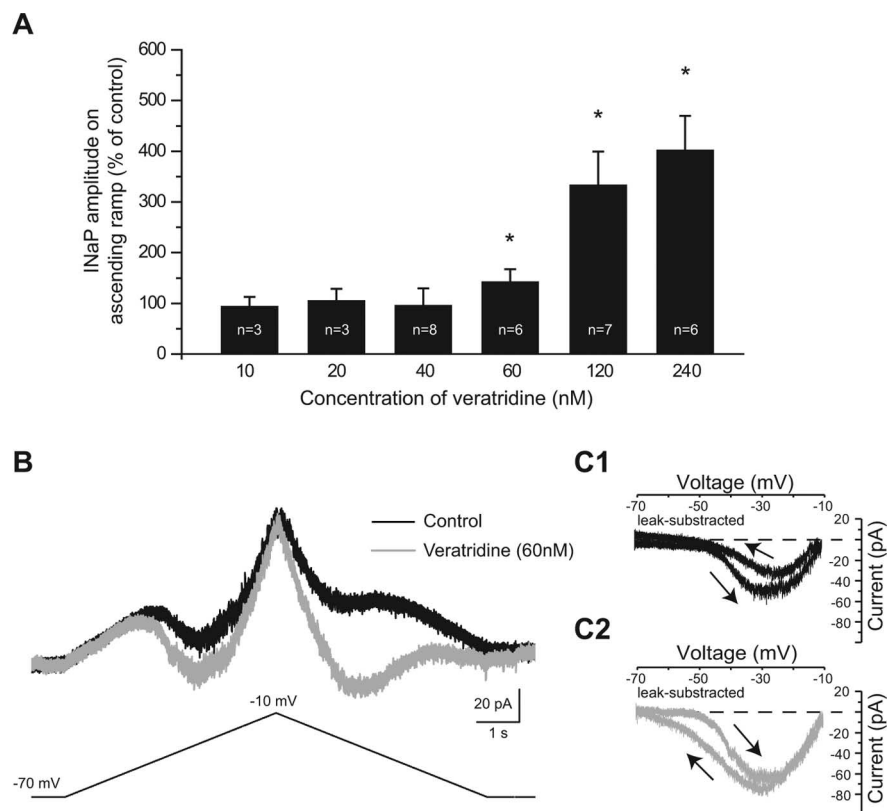 A
INaP amplitude on
ascending ramp (% of control)
600
500
400
300
200
100
0
* * *
n=3 n=3 n=8 n=6 n=7 n=6
10 20 40 60 120 240
Concentration of veratridine (nM)
B
Control
Veratridine (60nM)
20 pA
1 s
-10 mV
-70 mV
C1
Voltage (mV)
-70 -50 -30 -10
leak-substracted
20
0
-20
-40
-60
-80
Current (pA)
C2
Voltage (mV)
-70 -50 -30 -10
leak-substracted
20
0
-20
-40
-60
-80
Current (pA)